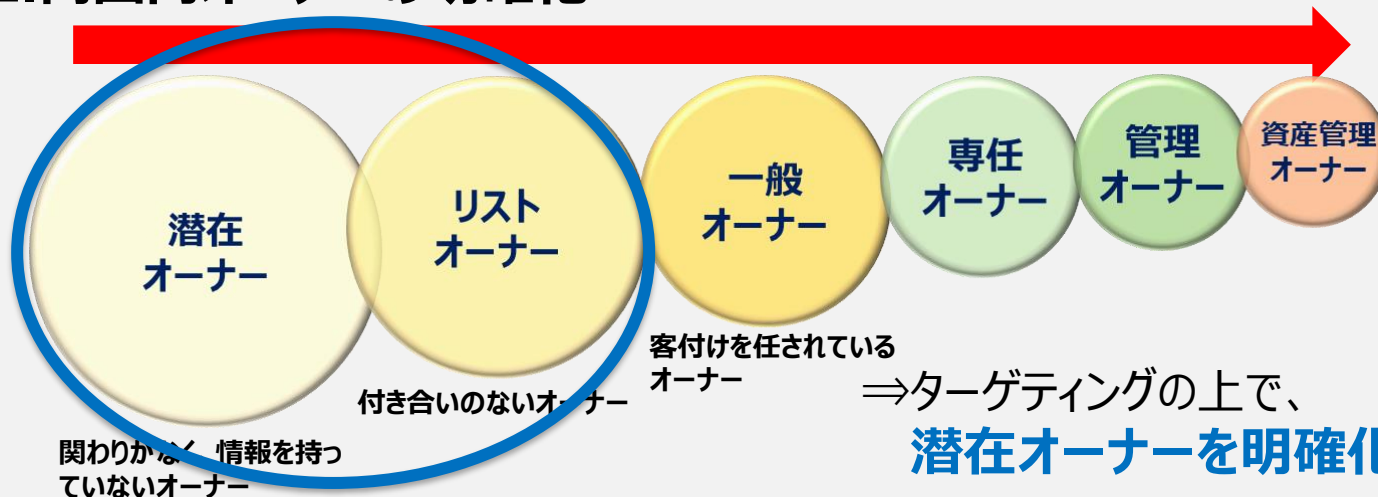 潜在
オーナー
リスト
オーナー
一般
オーナー
専任
オーナー
管理
オーナー
資産管理
オーナー
関わりがなく 情報を持っ
ていないオーナー
付き合いのないオーナー
客付けを任されている
オーナー
⇒ターゲティングの上で、
潜在オーナーを明確化